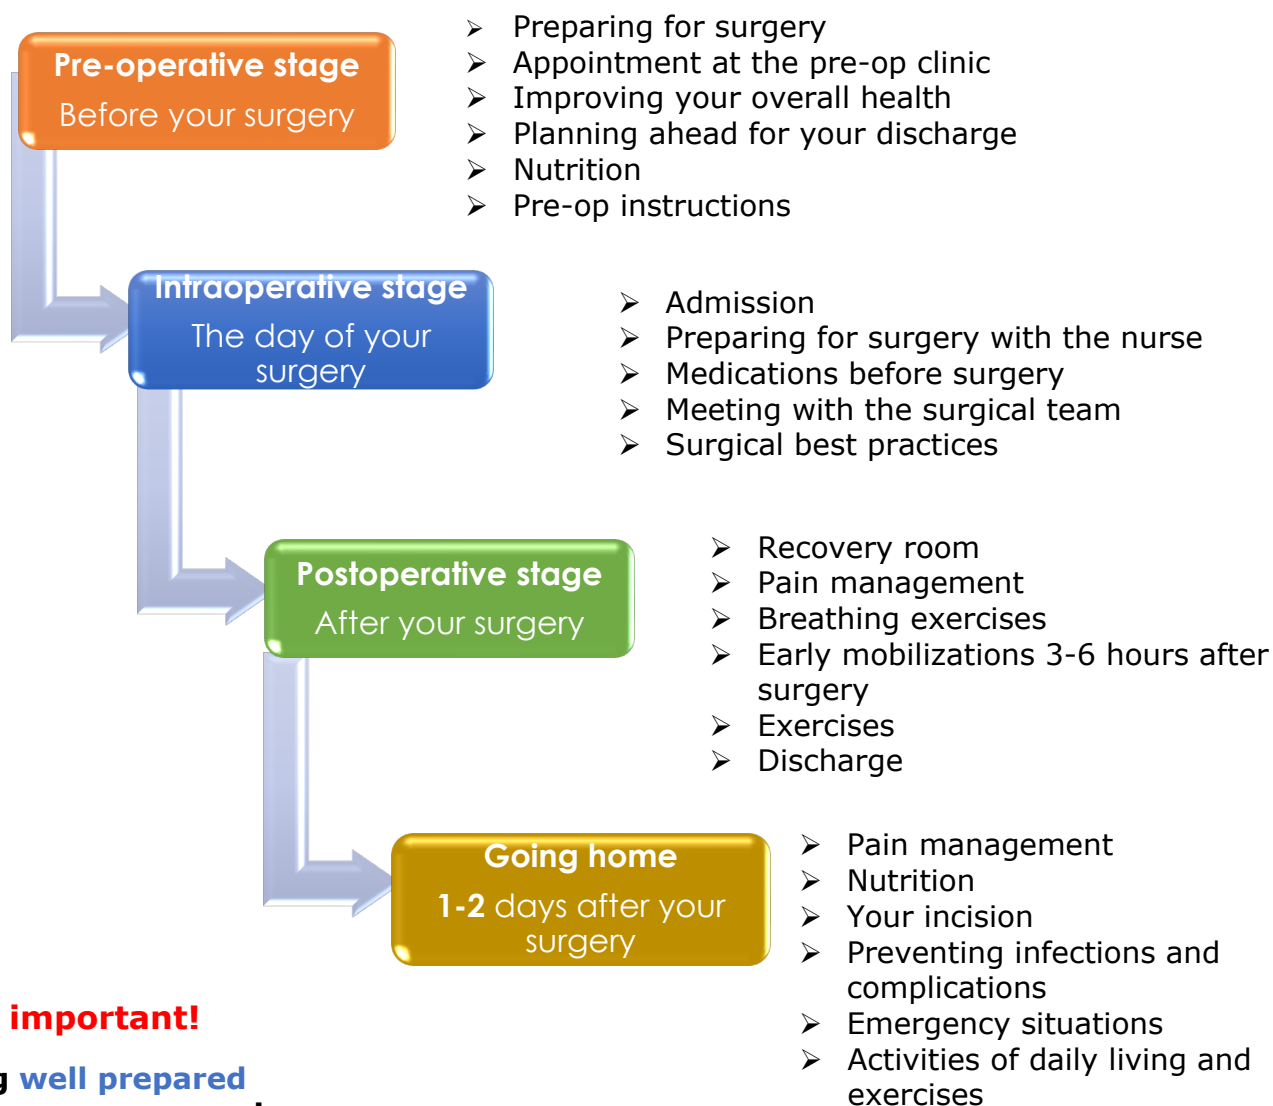 Pre-operative stage
Before your surgery
➢ Preparing for surgery
➢ Appointment at the pre-op clinic
➢ Improving your overall health
➢ Planning ahead for your discharge
➢ Nutrition
➢ Pre-op instructions
Intraoperative stage
The day of your
surgery
➢ Admission
➢ Preparing for surgery with the nurse
➢ Medications before surgery
➢ Meeting with the surgical team
➢ Surgical best practices
Postoperative stage
After your surgery
➢ Recovery room
➢ Pain management
➢ Breathing exercises
➢ Early mobilizations 3-6 hours after
surgery
➢ Exercises
➢ Discharge
Going home
1-2 days after your
surgery
➢ Pain management
➢ Nutrition
➢ Your incision
➢ Preventing infections and
complications
➢ Emergency situations
➢ Activities of daily living and
exercises
important!
well prepared